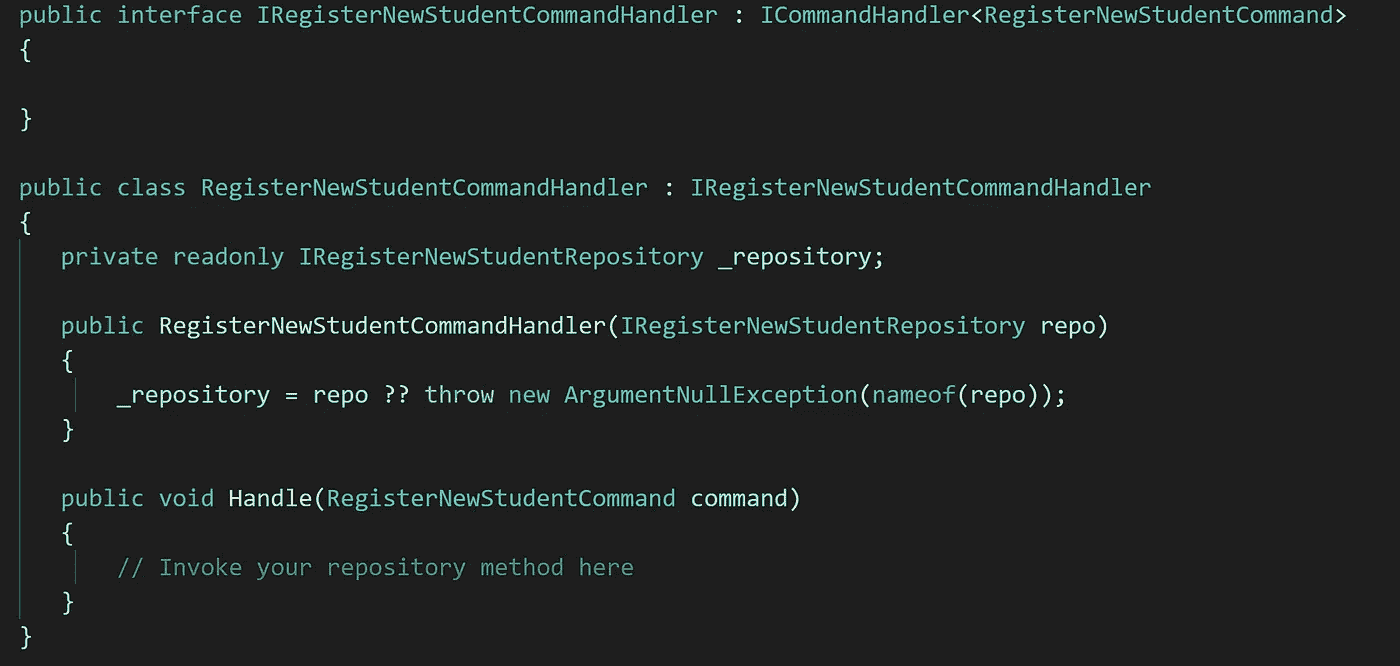 public interface IRegisterNewStudentCommandHandler : ICommandHandler<RegisterNewStudentCommand>
{
}
public class RegisterNewStudentCommandHandler : IRegisterNewStudentCommandHandler
{
private readonly IRegisterNewStudentRepository _repository;
public RegisterNewStudentCommandHandler(IRegisterNewStudentRepository repo)
{
_repository = repo ?? throw new ArgumentNullException(nameof(repo));
}
public void Handle(RegisterNewStudentCommand command)
{
// Invoke your repository method here
}
}